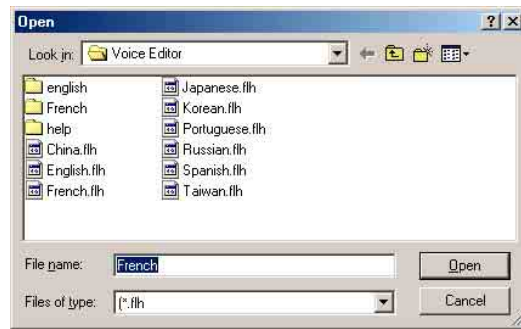 Open
Look in: Voice Editor
english
French
help
China.flh
English.flh
French.flh
Japanese.flh
Korean.flh
Portuguese.flh
Russian.flh
Spanish.flh
Taiwan.flh
File name: French Open
Files of type: (*.flh Cancel